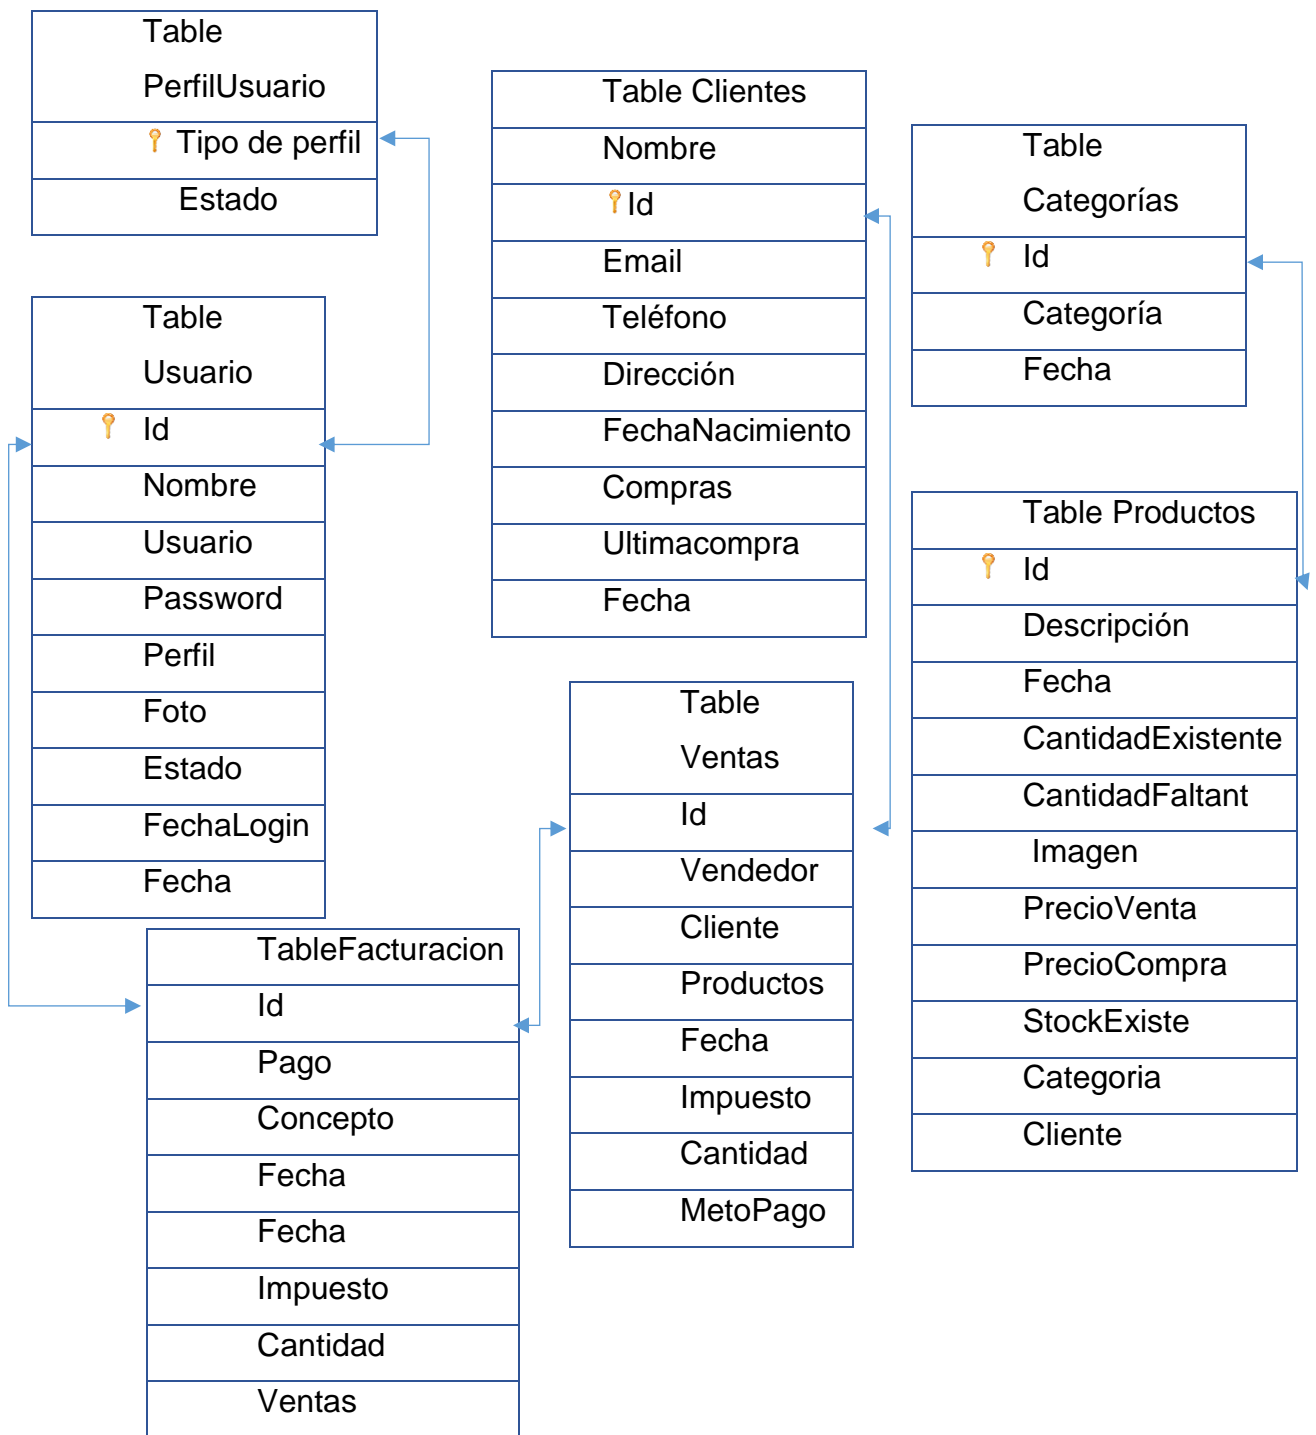 Table
PerfilUsuario
Tipo de perfil
Estado
Table
Usuario
Id
Nombre
Usuario
Password
Perfil
Foto
Estado
FechaLogin
Fecha
TableFacturacion
Id
Pago
Concepto
Fecha
Fecha
Impuesto
Cantidad
Ventas
Table Clientes
Nombre
Id
Email
Teléfono
Dirección
FechaNacimiento
Compras
Ultimacompra
Fecha
Table
Ventas
Id
Vendedor
Cliente
Productos
Fecha
Impuesto
Cantidad
MetoPago
Table
Categorías
Id
Categoría
Fecha
Table Productos
Id
Descripción
Fecha
CantidadExistente
CantidadFaltant
Imagen
PrecioVenta
PrecioCompra
StockExiste
Categoria
Cliente